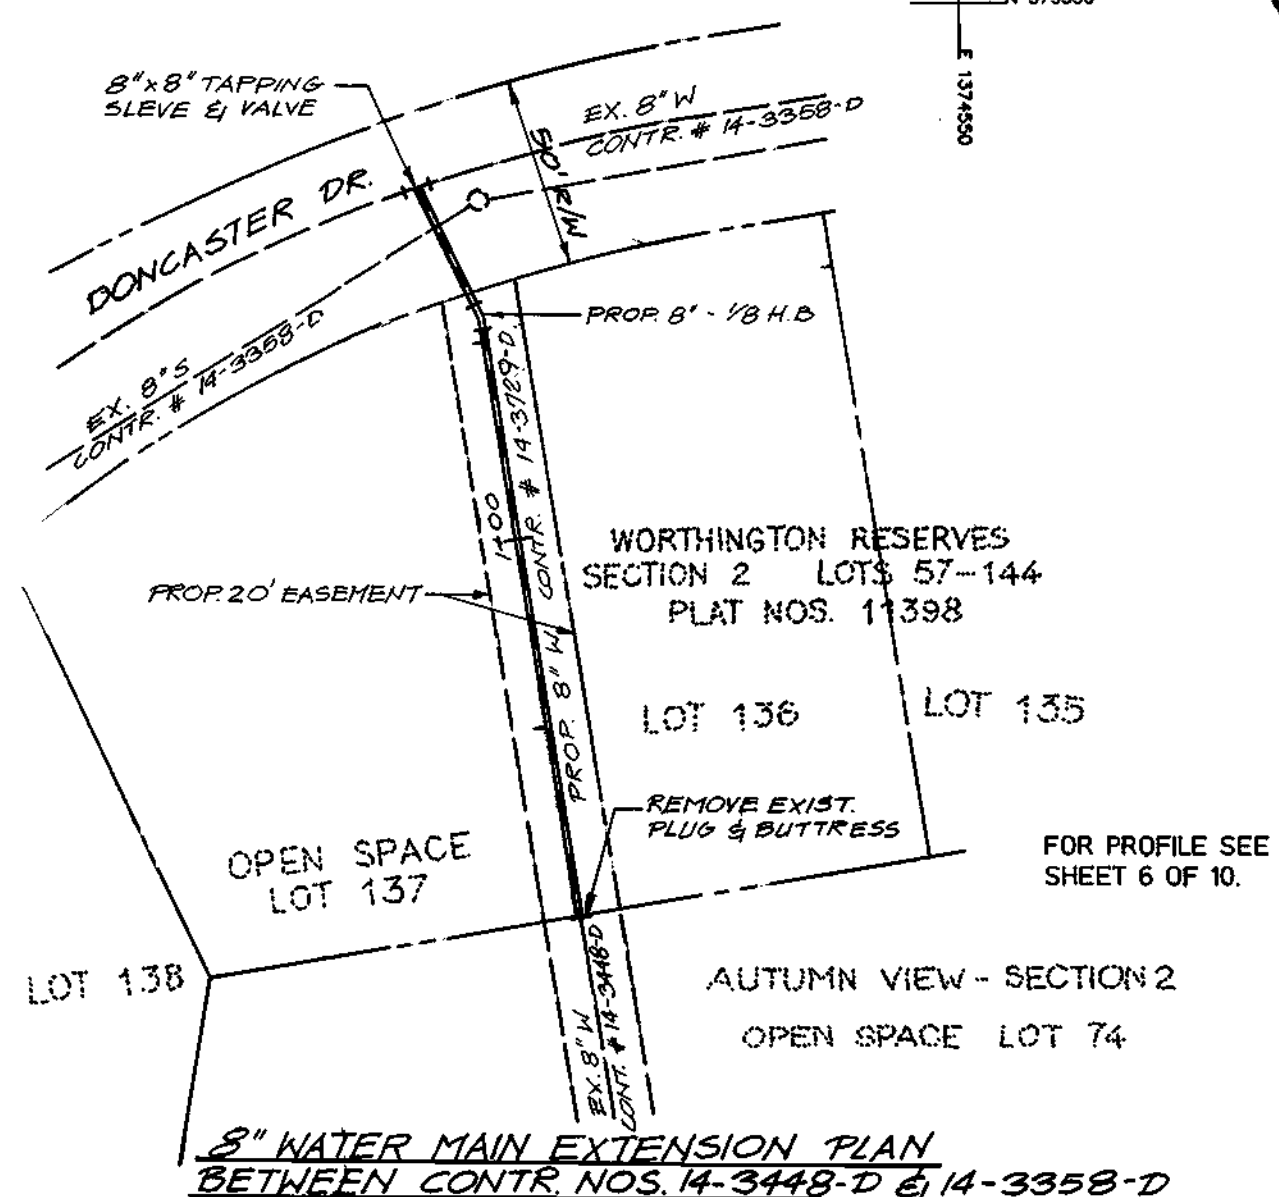 E 1374550
8"x8" TAPPING
SLEVE & VALVE
EX. 8" W
CONTR. # 14-3358-D
50' R/W
DONCASTER DR.
PROP. 8" - 1/8 H.B
EX. 8" S
CONTR. # 14-3358-D
1+00
PROP. 8" W CONTR. # 14-3729-D.
WORTHINGTON RESERVES
SECTION 2 LOTS 57-144
PLAT NOS. 11398
PROP. 20' EASEMENT
LOT 136
LOT 135
REMOVE EXIST.
PLUG & BUTTRESS
OPEN SPACE
LOT 137
FOR PROFILE SEE
SHEET 6 OF 10.
LOT 138
EX. 8" W
CONT. # 14-3448-D
AUTUMN VIEW - SECTION 2
OPEN SPACE LOT 74
8" WATER MAIN EXTENSION PLAN
BETWEEN CONTR. NOS. 14-3448-D & 14-3358-D